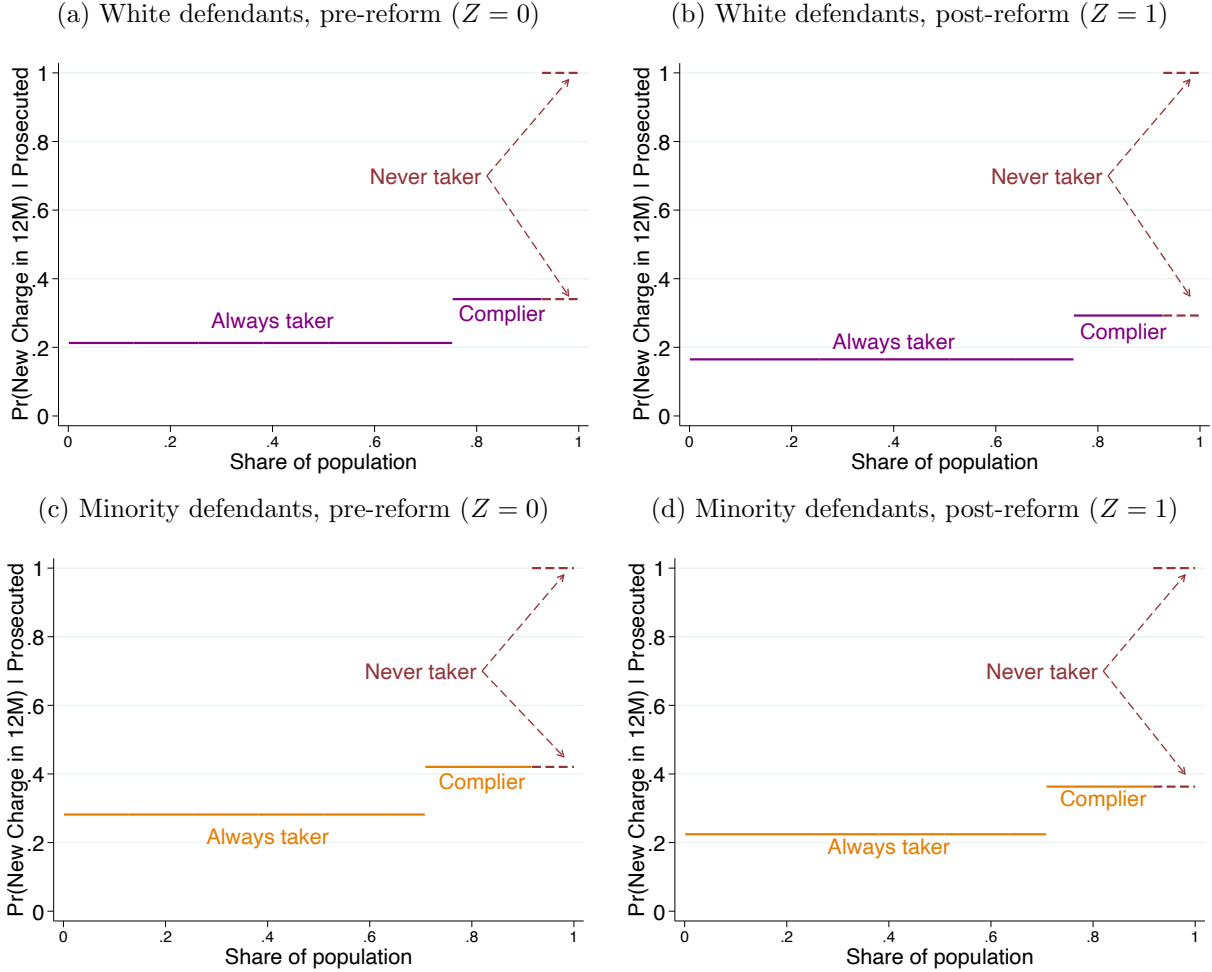 (a) White defendants, pre-reform (Z = 0)
Pr(New Charge in 12M) | Prosecuted
1
.8
.6
.4
.2
0
Never taker
Always taker
Complier
0 .2 .4 .6 .8 1
Share of population
(b) White defendants, post-reform (Z = 1)
Pr(New Charge in 12M) | Prosecuted
1
.8
.6
.4
.2
0
Never taker
Always taker
Complier
0 .2 .4 .6 .8 1
Share of population
(c) Minority defendants, pre-reform (Z = 0)
Pr(New Charge in 12M) | Prosecuted
1
.8
.6
.4
.2
0
Never taker
Complier
Always taker
0 .2 .4 .6 .8 1
Share of population
(d) Minority defendants, post-reform (Z = 1)
Pr(New Charge in 12M) | Prosecuted
1
.8
.6
.4
.2
0
Never taker
Complier
Always taker
0 .2 .4 .6 .8 1
Share of population